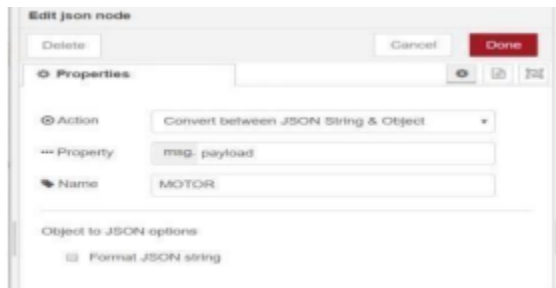 Edit json node
Delete Cancel Done
Properties
Action Convert between JSON String & Object
Property msg. payload
Name MOTOR
Object to JSON options
Format JSON string